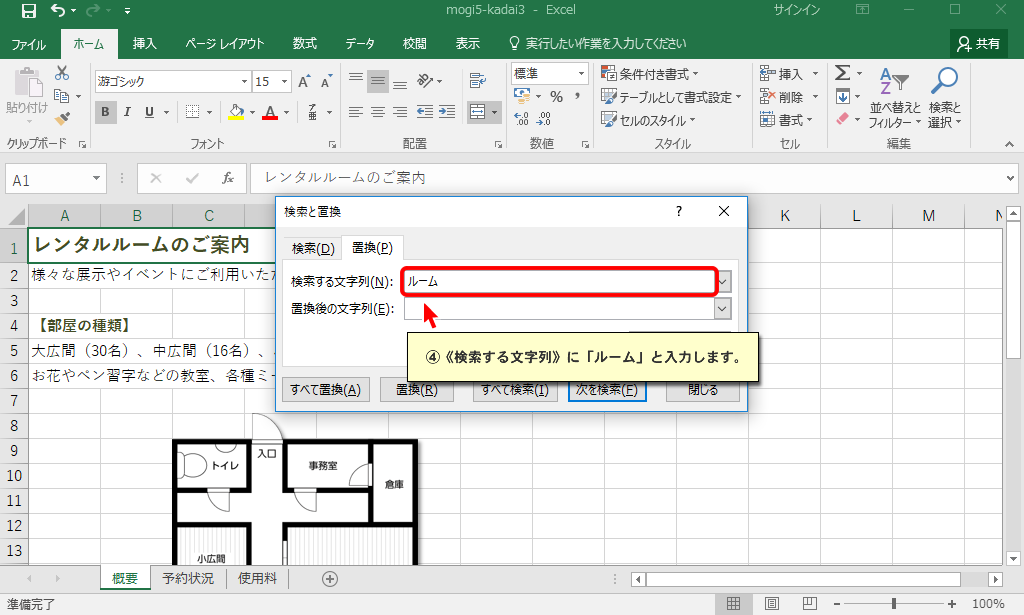 mogi5-kadai3 - Excel
サインイン
ファイル ホーム 挿入 ページ レイアウト 数式 データ 校閲 表示 実行したい作業を入力してください 共有
貼り付け
游ゴシック 15
B I U
標準
条件付き書式
テーブルとして書式設定
セルのスタイル
挿入
削除
書式
並べ替えと
フィルター
検索と
選択
クリップボード フォント 配置 数値 スタイル セル 編集
A1 fx レンタルルームのご案内
検索と置換
検索(D) 置換(P)
検索する文字列(N): ルーム
置換後の文字列(E):
④《検索する文字列》に「ルーム」と入力します。
すべて置換(A) 置換(R) すべて検索(I) 次を検索(F) 閉じる
A B C K L M N
1 レンタルルームのご案内
2 様々な展示やイベントにご利用いた
3
4 【部屋の種類】
5 大広間（30名）、中広間（16名）、
6 お花やペン習字などの教室、各種ミー
7
8
9
10
11
12
13
入口
トイレ
事務室
倉庫
小広間
概要 予約状況 使用料
準備完了
100%